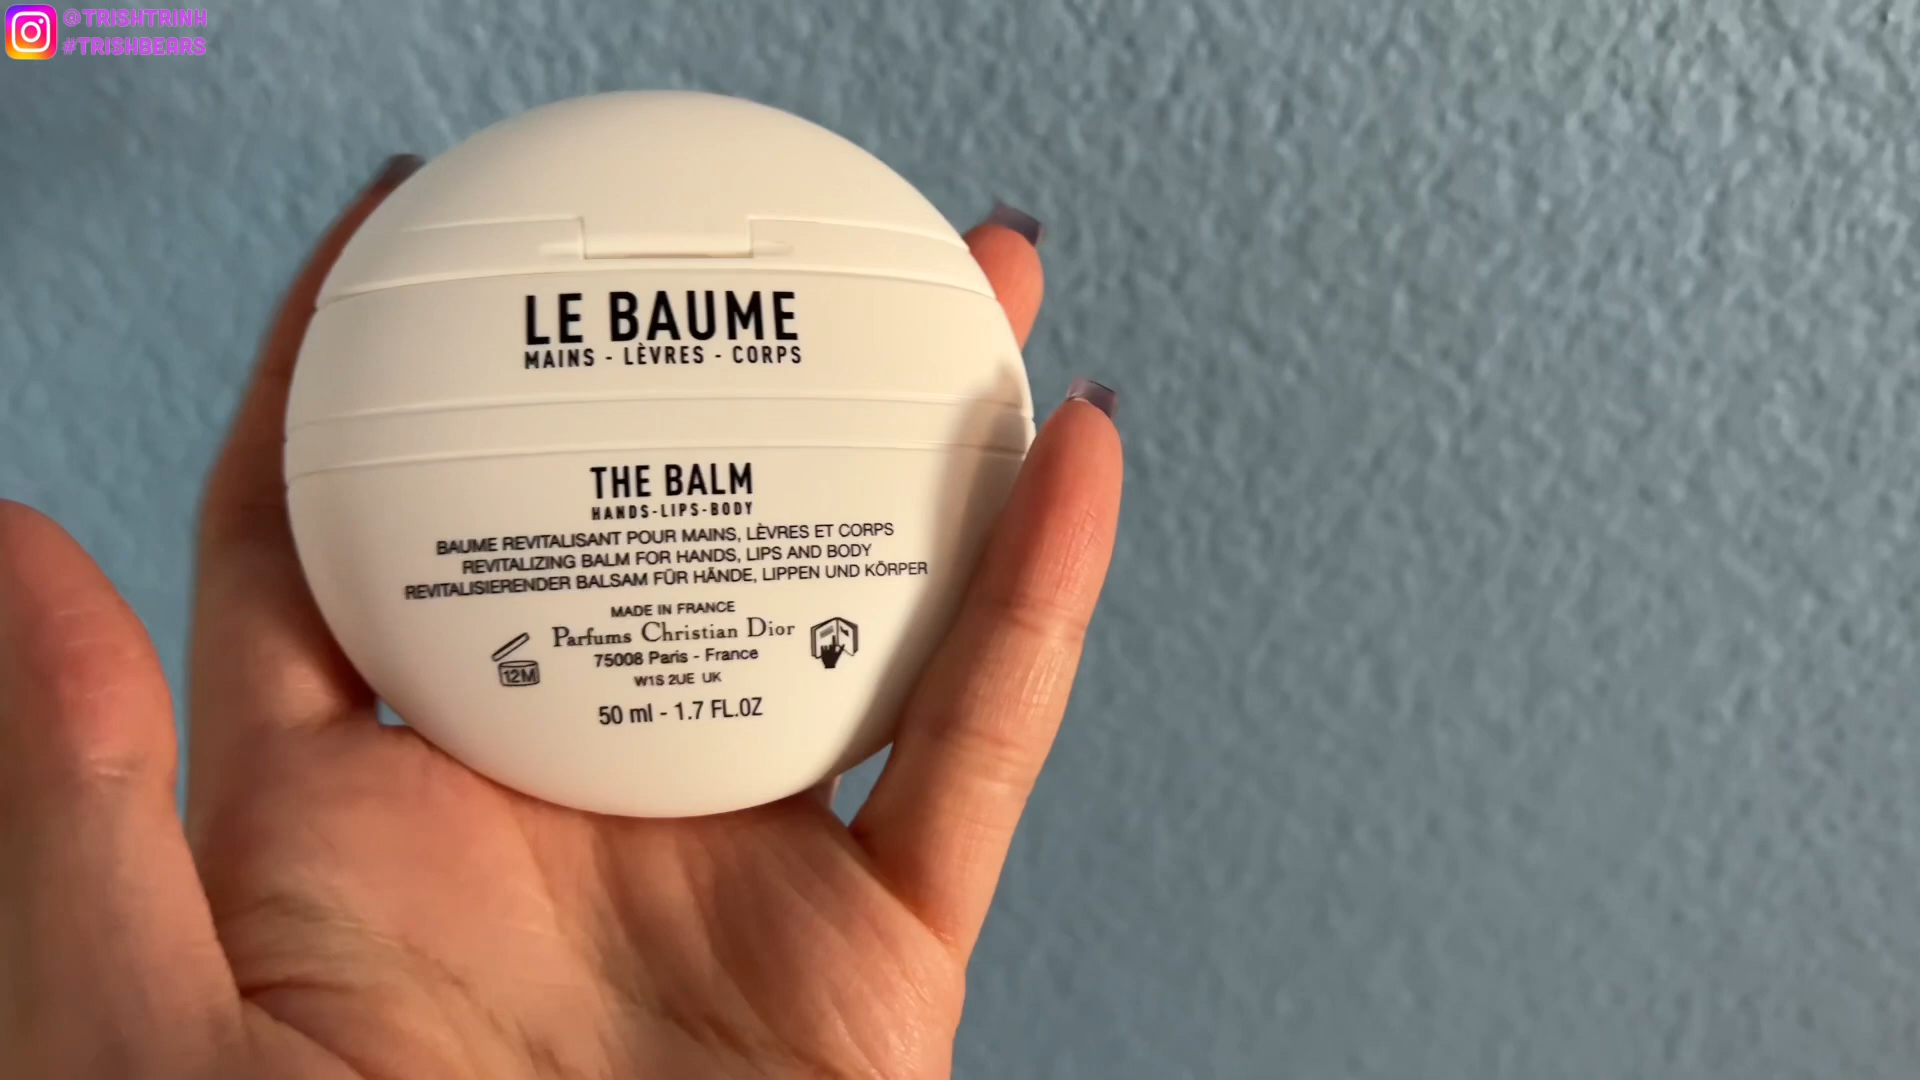 @TRISHTRINH
#TRISHBEARS
LE BAUME
MAINS - LÈVRES - CORPS
THE BALM
HANDS-LIPS-BODY
BAUME REVITALISANT POUR MAINS, LÈVRES ET CORPS
REVITALIZING BALM FOR HANDS, LIPS AND BODY
REVITALISIERENDER BALSAM FÜR HÄNDE, LIPPEN UND KÖRPER
MADE IN FRANCE
Parfums Christian Dior
75008 Paris - France
12M
W1S 2UE UK
50 ml - 1.7 FL.OZ